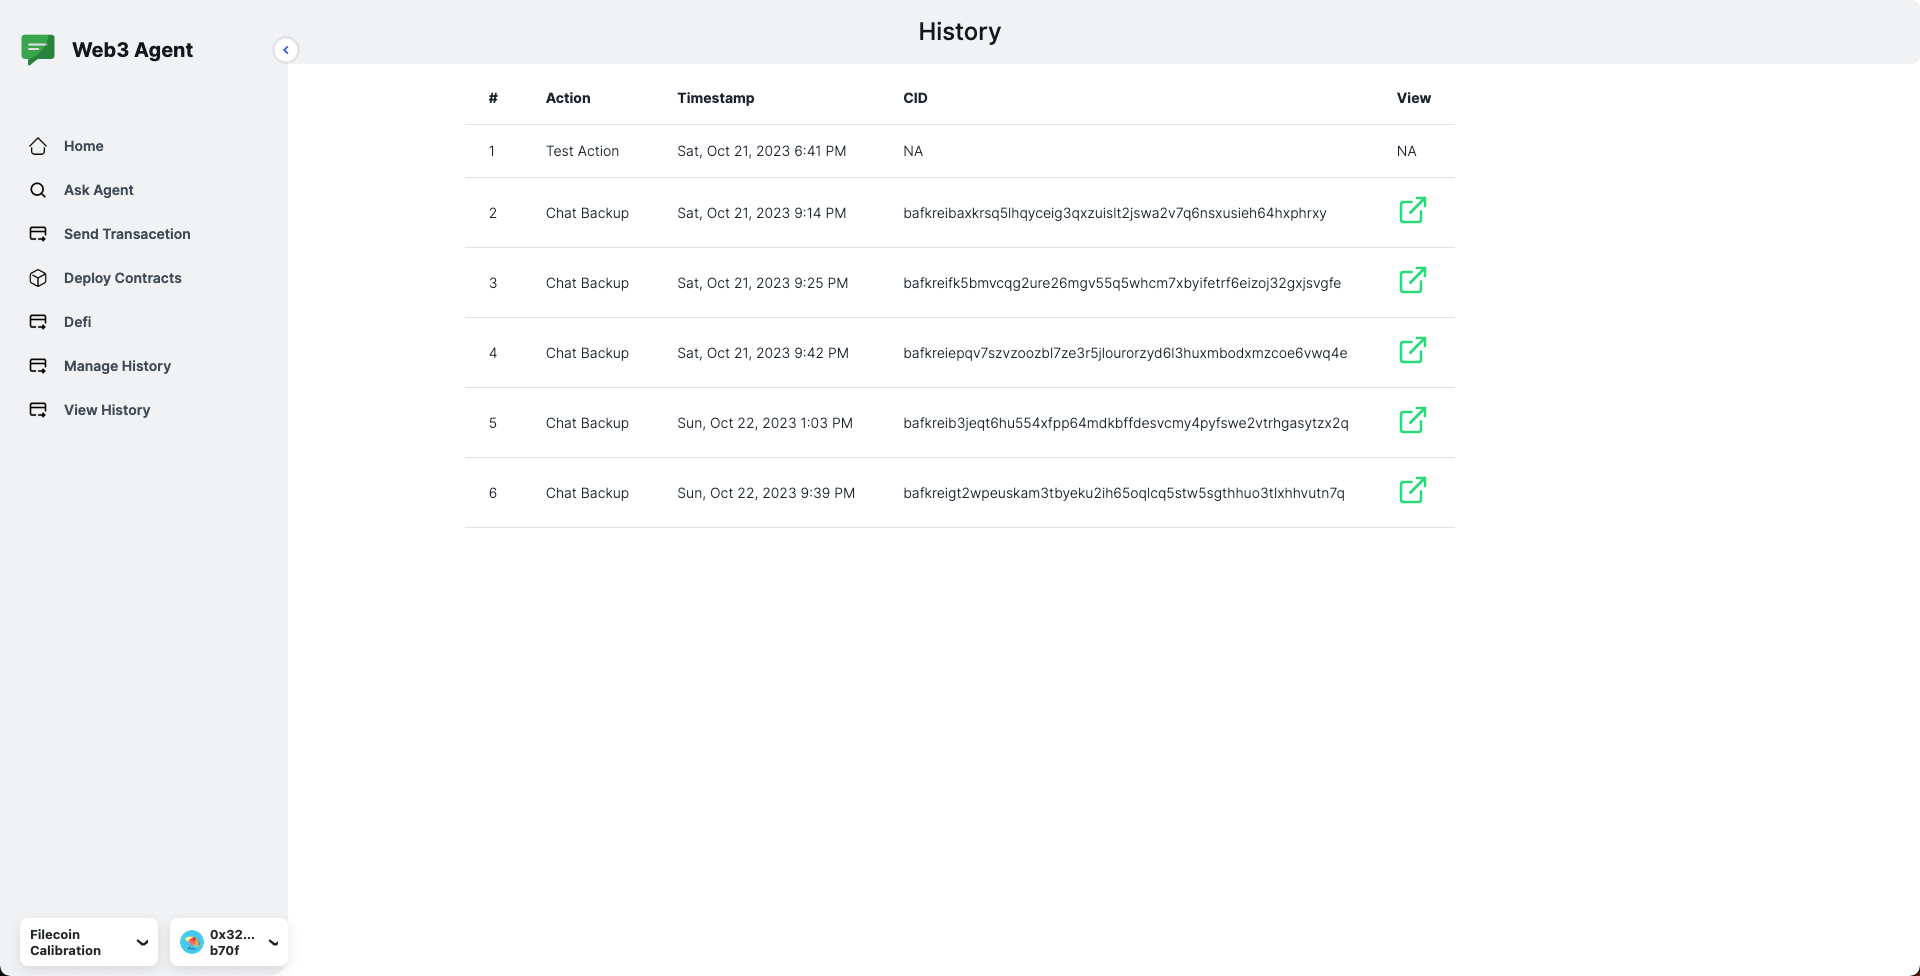 Web3 Agent
Home
Ask Agent
Send Transacetion
Deploy Contracts
Defi
Manage History
View History
Filecoin
Calibration
0x32...
b70f
History
# Action Timestamp CID View
1 Test Action Sat, Oct 21, 2023 6:41 PM NA NA
2 Chat Backup Sat, Oct 21, 2023 9:14 PM bafkreibaxkrsq5lhqyceig3qxzuislt2jswa2v7q6nsxusieh64hxphrxy
3 Chat Backup Sat, Oct 21, 2023 9:25 PM bafkreifk5bmvcqg2ure26mgv55q5whcm7xbyifetrf6eizoj32gxjsvgfe
4 Chat Backup Sat, Oct 21, 2023 9:42 PM bafkreiepqv7szvzoozbl7ze3r5jlourorzyd6l3huxmbodxmzcoe6vwq4e
5 Chat Backup Sun, Oct 22, 2023 1:03 PM bafkreib3jeqt6hu554xfpp64mdkbffdesvcmy4pyfswe2vtrhgasytzx2q
6 Chat Backup Sun, Oct 22, 2023 9:39 PM bafkreigt2wpeuskam3tbyeku2ih65oqlcq5stw5sgthhuo3tlxhhvutn7q